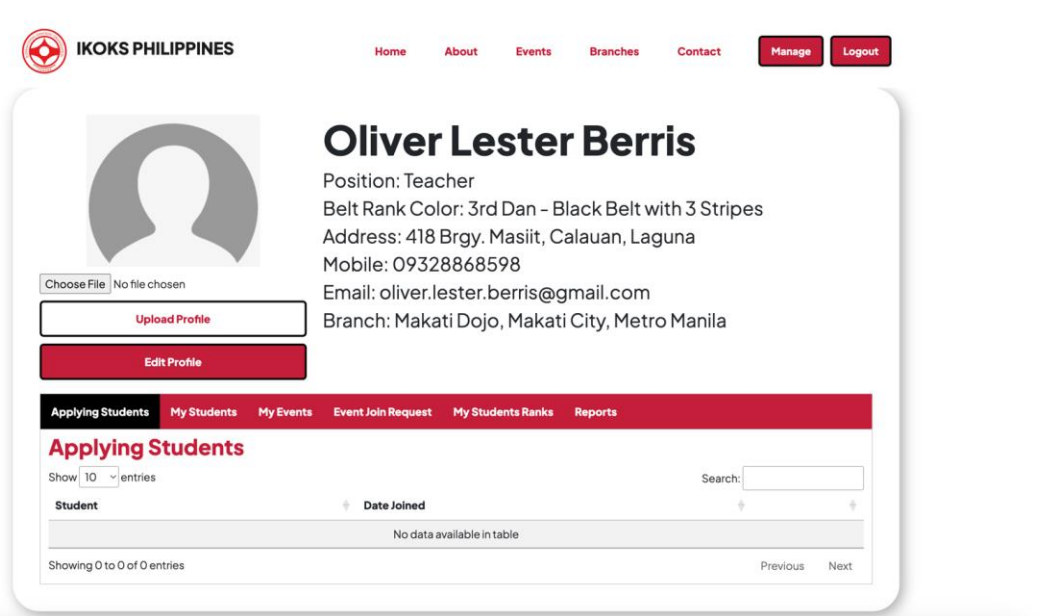 IKOKS PHILIPPINES
Home About Events Branches Contact Manage Logout
Oliver Lester Berris
Position: Teacher
Belt Rank Color: 3rd Dan - Black Belt with 3 Stripes
Address: 418 Brgy. Masiit, Calauan, Laguna
Mobile: 09328868598
Email: oliver.lester.berris@gmail.com
Branch: Makati Dojo, Makati City, Metro Manila
Choose File No file chosen
Upload Profile
Edit Profile
Applying Students My Students My Events Event Join Request My Students Ranks Reports
Applying Students
Show 10 entries Search:
Student Date Joined
No data available in table
Showing 0 to 0 of 0 entries Previous Next